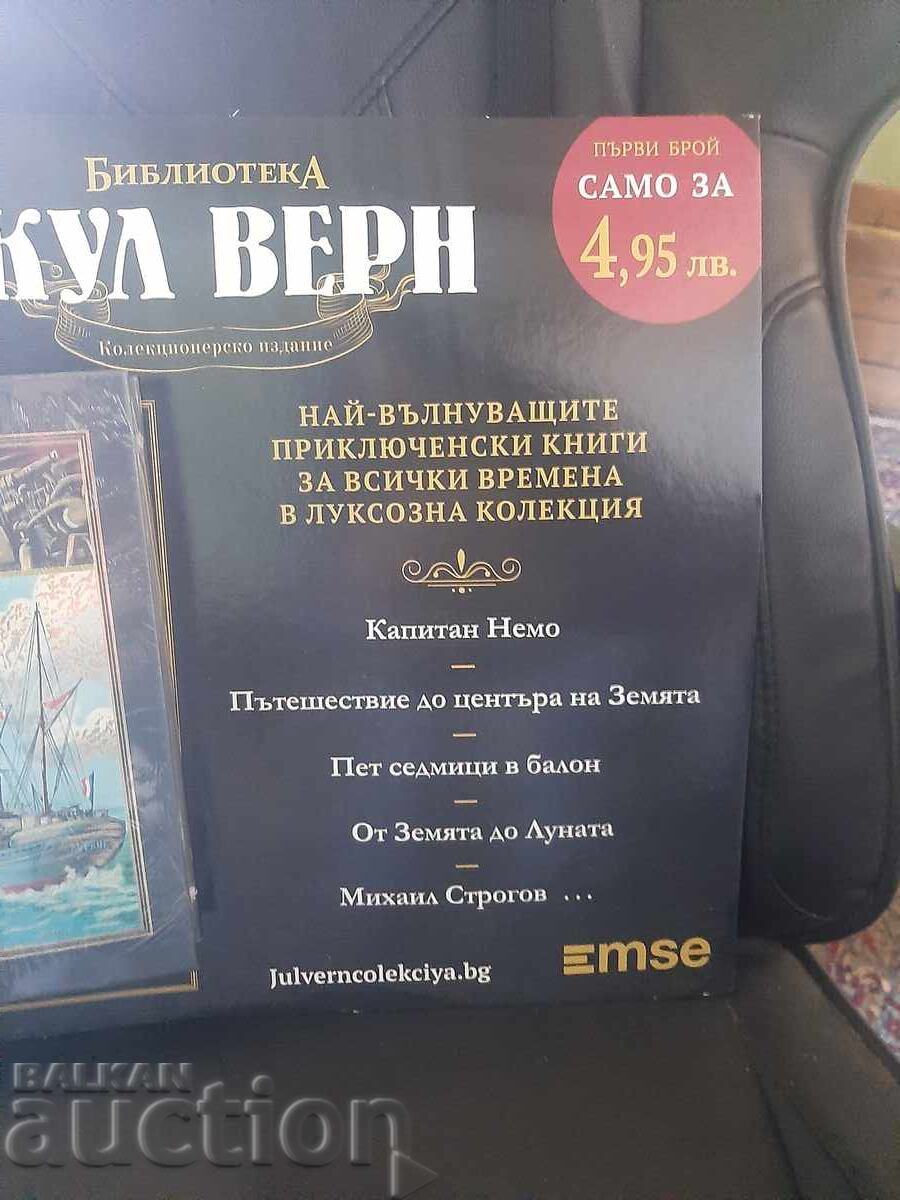 БИБЛИОТЕКА
КУЛ ВЕРН
Колекционерско издание
ПЪРВИ БРОЙ
САМО ЗА
4,95 лв.
НАЙ-ВЪЛНУВАЩИТЕ
ПРИКЛЮЧЕНСКИ КНИГИ
ЗА ВСИЧКИ ВРЕМЕНА
В ЛУКСОЗНА КОЛЕКЦИЯ
Капитан Немо
Пътешествие до центъра на Земята
Пет седмици в балон
От Земята до Луната
Михаил Строгов ...
Julverncolekciya.bg
emse
BALKAN
auction